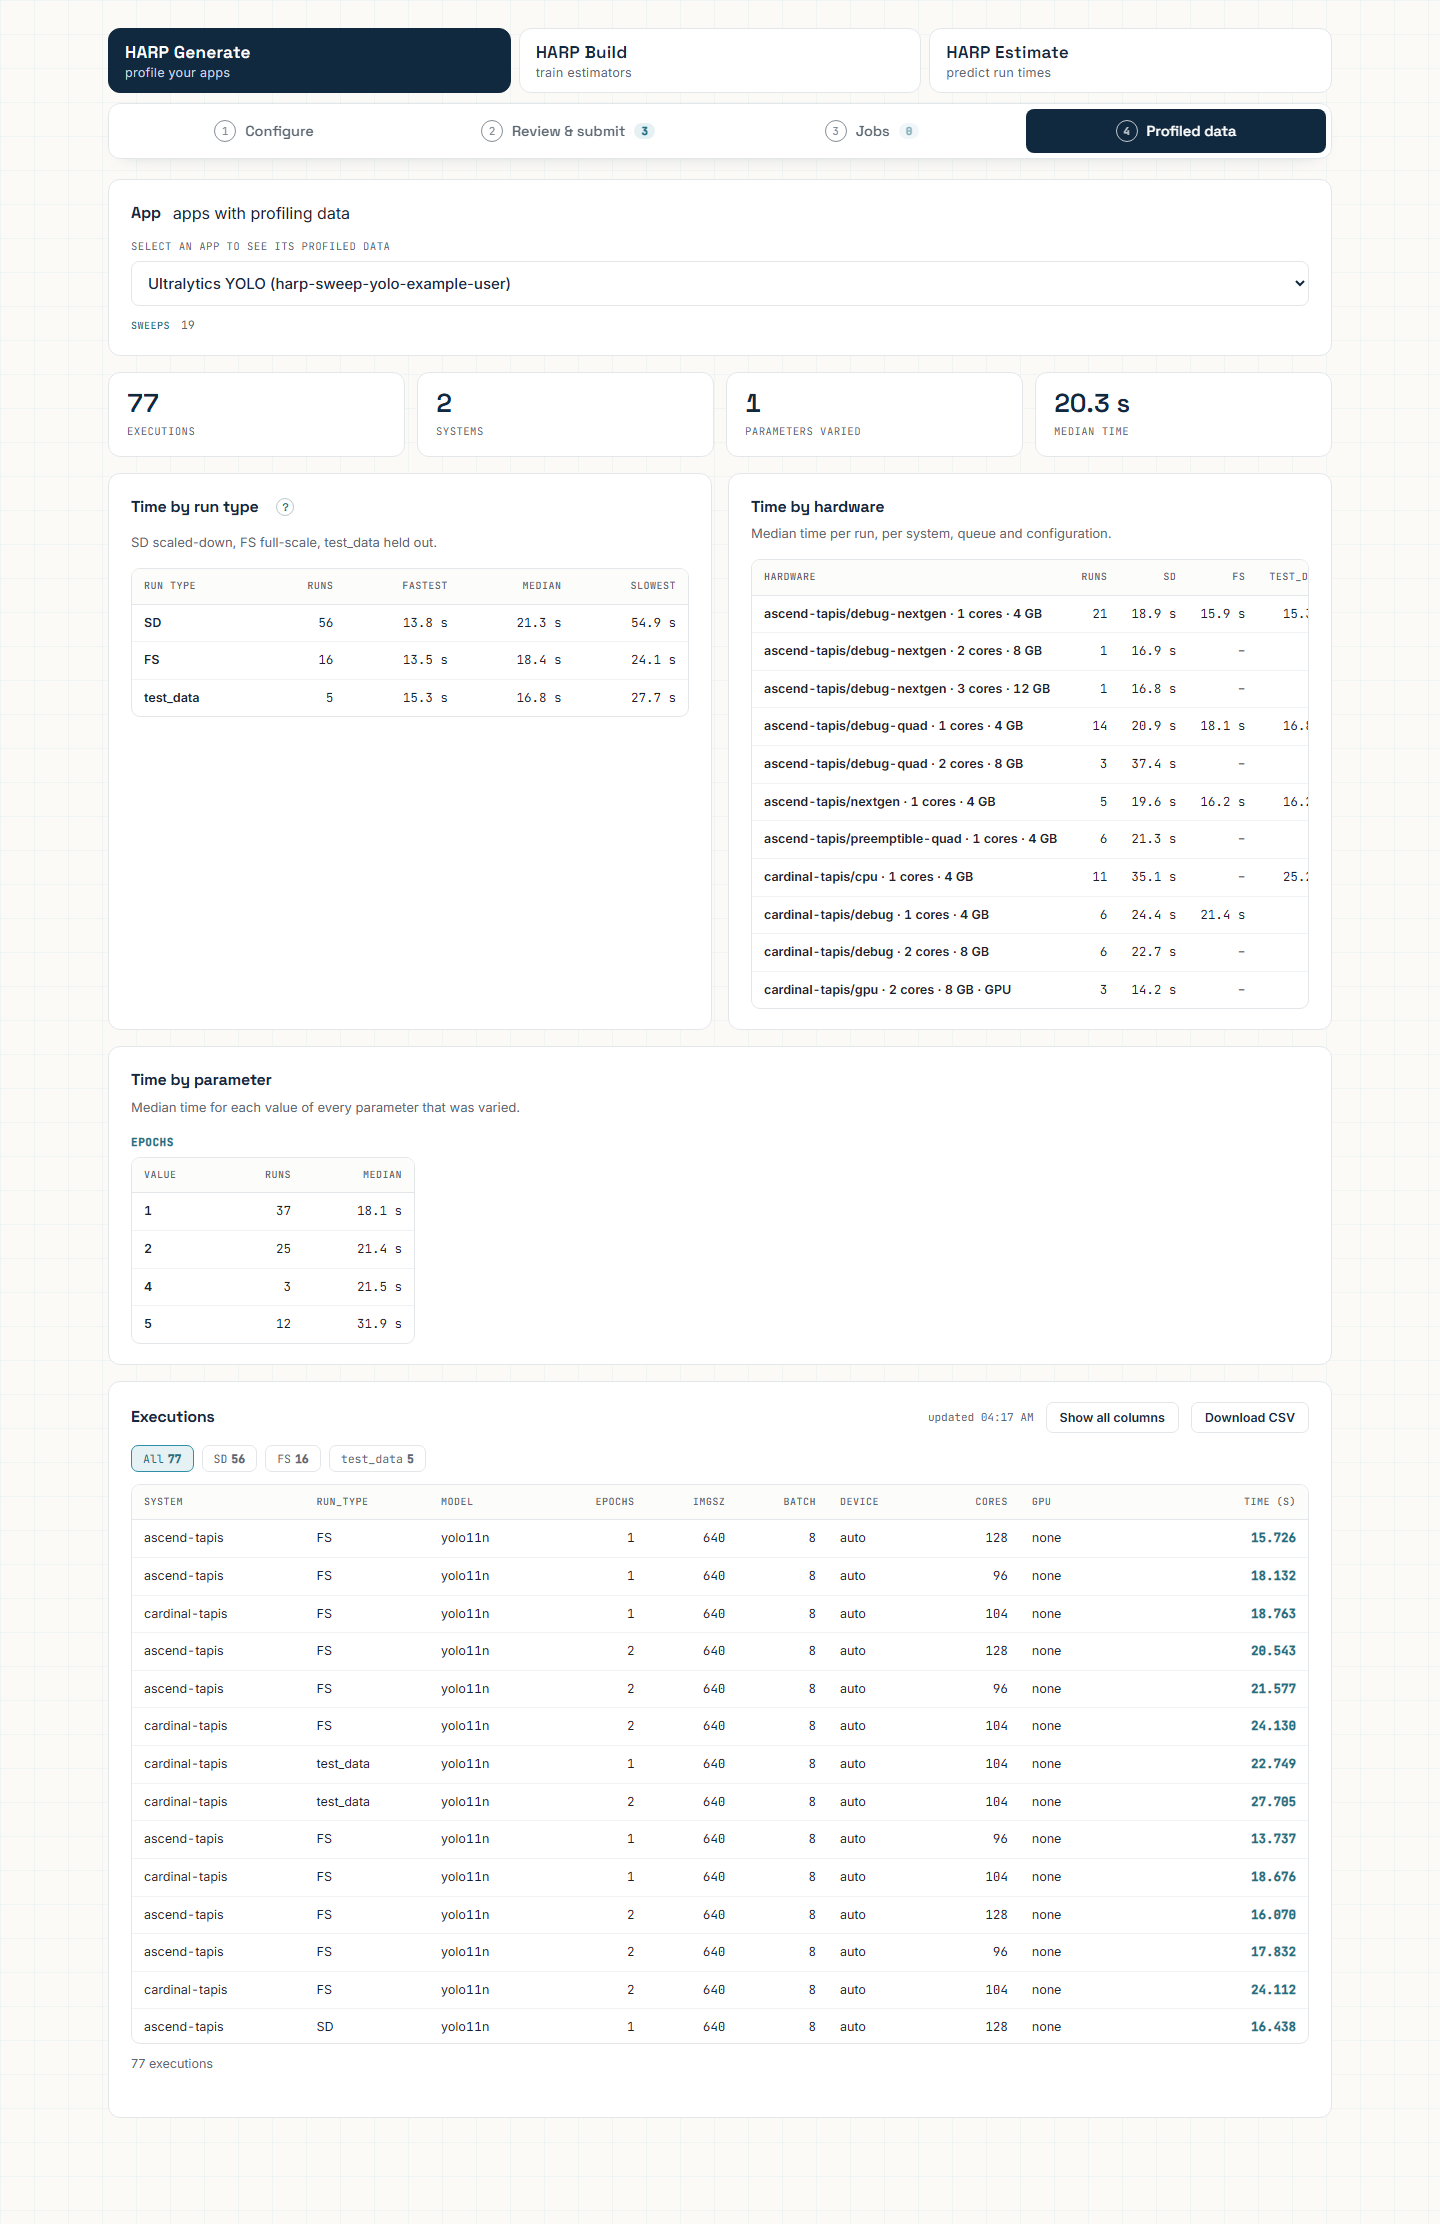 HARP Generate
profile your apps
HARP Build
train estimators
HARP Estimate
predict run times
1 Configure
2 Review & submit 3
3 Jobs 0
4 Profiled data
App apps with profiling data
SELECT AN APP TO SEE ITS PROFILED DATA
Ultralytics YOLO (harp-sweep-yolo-example-user)
SWEEPS 19
77
EXECUTIONS
2
SYSTEMS
1
PARAMETERS VARIED
20.3 s
MEDIAN TIME
Time by run type ?
SD scaled-down, FS full-scale, test_data held out.
RUN TYPE RUNS FASTEST MEDIAN SLOWEST
SD 56 13.8 s 21.3 s 54.9 s
FS 16 13.5 s 18.4 s 24.1 s
test_data 5 15.3 s 16.8 s 27.7 s
Time by hardware
Median time per run, per system, queue and configuration.
HARDWARE RUNS SD FS TEST_D
ascend-tapis/debug-nextgen · 1 cores · 4 GB 21 18.9 s 15.9 s 15.3
ascend-tapis/debug-nextgen · 2 cores · 8 GB 1 16.9 s –
ascend-tapis/debug-nextgen · 3 cores · 12 GB 1 16.8 s –
ascend-tapis/debug-quad · 1 cores · 4 GB 14 20.9 s 18.1 s 16.8
ascend-tapis/debug-quad · 2 cores · 8 GB 3 37.4 s –
ascend-tapis/nextgen · 1 cores · 4 GB 5 19.6 s 16.2 s 16.2
ascend-tapis/preemptible-quad · 1 cores · 4 GB 6 21.3 s –
cardinal-tapis/cpu · 1 cores · 4 GB 11 35.1 s – 25.2
cardinal-tapis/debug · 1 cores · 4 GB 6 24.4 s 21.4 s
cardinal-tapis/debug · 2 cores · 8 GB 6 22.7 s –
cardinal-tapis/gpu · 2 cores · 8 GB · GPU 3 14.2 s –
Time by parameter
Median time for each value of every parameter that was varied.
EPOCHS
VALUE RUNS MEDIAN
1 37 18.1 s
2 25 21.4 s
4 3 21.5 s
5 12 31.9 s
Executions
updated 04:17 AM Show all columns Download CSV
All 77 SD 56 FS 16 test_data 5
SYSTEM RUN_TYPE MODEL EPOCHS IMGSZ BATCH DEVICE CORES GPU TIME (S)
ascend-tapis FS yolo11n 1 640 8 auto 128 none 15.726
ascend-tapis FS yolo11n 1 640 8 auto 96 none 18.132
cardinal-tapis FS yolo11n 1 640 8 auto 104 none 18.763
ascend-tapis FS yolo11n 2 640 8 auto 128 none 20.543
ascend-tapis FS yolo11n 2 640 8 auto 96 none 21.577
cardinal-tapis FS yolo11n 2 640 8 auto 104 none 24.130
cardinal-tapis test_data yolo11n 1 640 8 auto 104 none 22.749
cardinal-tapis test_data yolo11n 2 640 8 auto 104 none 27.705
ascend-tapis FS yolo11n 1 640 8 auto 96 none 13.737
cardinal-tapis FS yolo11n 1 640 8 auto 104 none 18.676
ascend-tapis FS yolo11n 2 640 8 auto 128 none 16.070
ascend-tapis FS yolo11n 2 640 8 auto 96 none 17.832
cardinal-tapis FS yolo11n 2 640 8 auto 104 none 24.112
ascend-tapis SD yolo11n 1 640 8 auto 128 none 16.438
77 executions